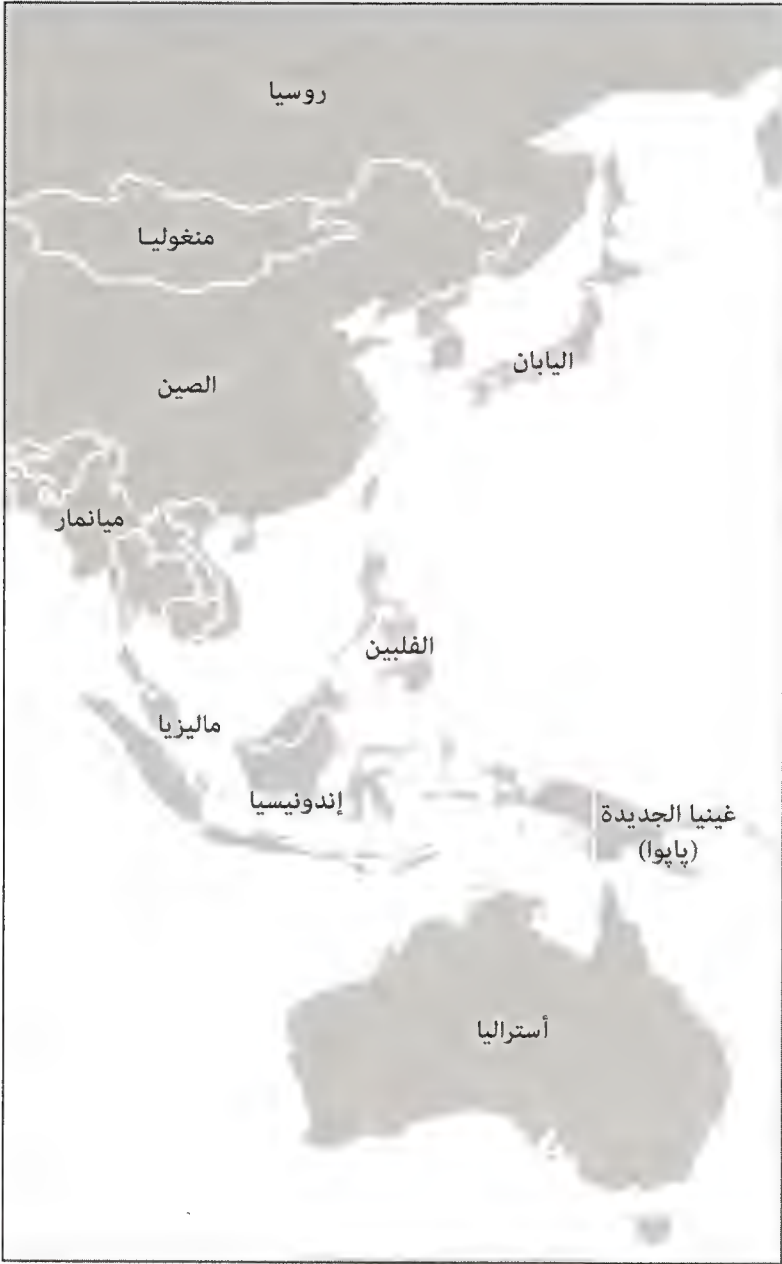 روسيا
منغوليا
الصين
اليابان
ميانمار
الفلبين
ماليزيا
إندونيسيا
غينيا الجديدة
(پاپوا)
أستراليا